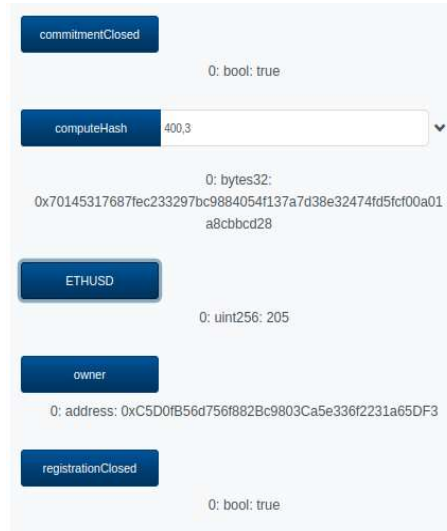 commitmentClosed
0: bool: true
computeHash 400,3
0: bytes32:
0x70145317687fec233297bc9884054f137a7d38e32474fd5fcf00a01
a8cbbcd28
ETHUSD
0: uint256: 205
owner
0: address: 0xC5D0fB56d756f882Bc9803Ca5e336f2231a65DF3
registrationClosed
0: bool: true